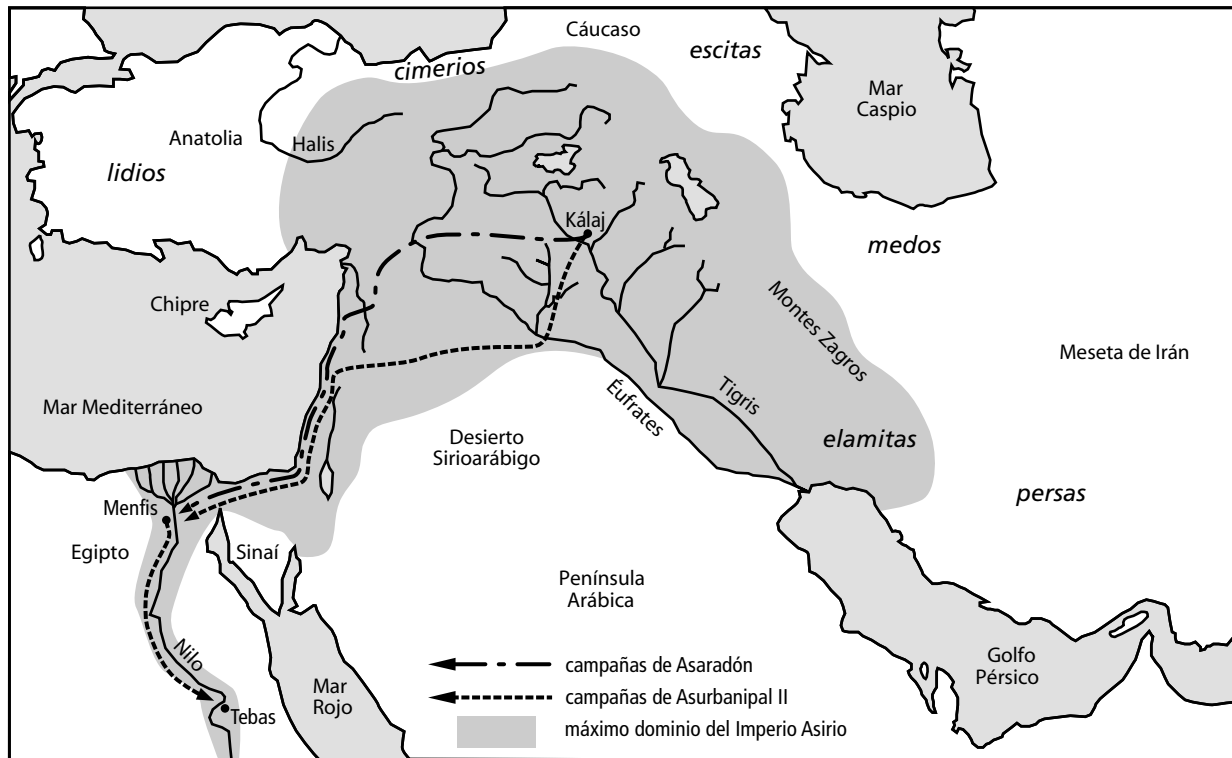 Cáucaso
escitas
cimerios
Mar
Caspio
Anatolia
Halis
lidios
Kálaj
medos
Chipre
Montes Zagros
Meseta de Irán
Mar Mediterráneo
Éufrates
Tigris
Desierto
Sirioarábigo
elamitas
persas
Menfis
Egipto
Sinaí
Península
Arábica
Nilo
Golfo
Pérsico
campañas de Asaradón
Mar
Rojo
campañas de Asurbanipal II
Tebas
máximo dominio del Imperio Asirio